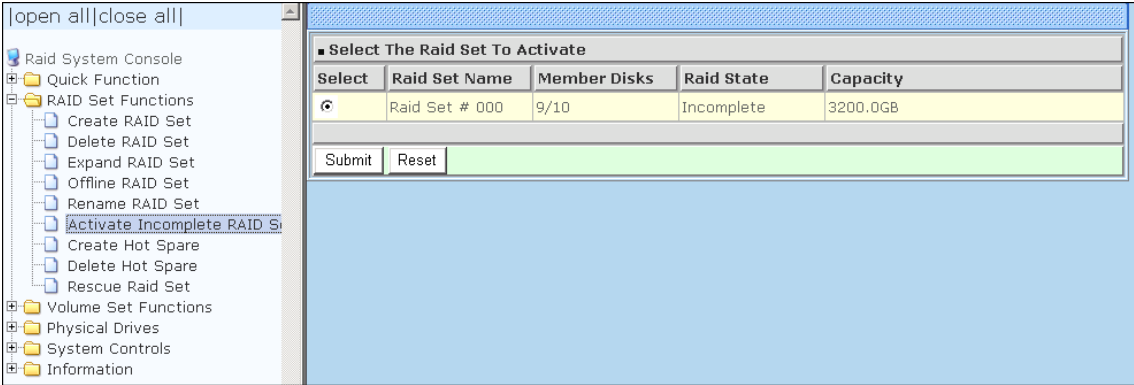 |open all|close all|
Raid System Console
Quick Function
RAID Set Functions
Create RAID Set
Delete RAID Set
Expand RAID Set
Offline RAID Set
Rename RAID Set
Activate Incomplete RAID
Create Hot Spare
Delete Hot Spare
Rescue Raid Set
Volume Set Functions
Physical Drives
System Controls
Information
Select The Raid Set To Activate
Select Raid Set Name Member Disks Raid State Capacity
Raid Set # 000 9/10 Incomplete 3200.0GB
Submit Reset